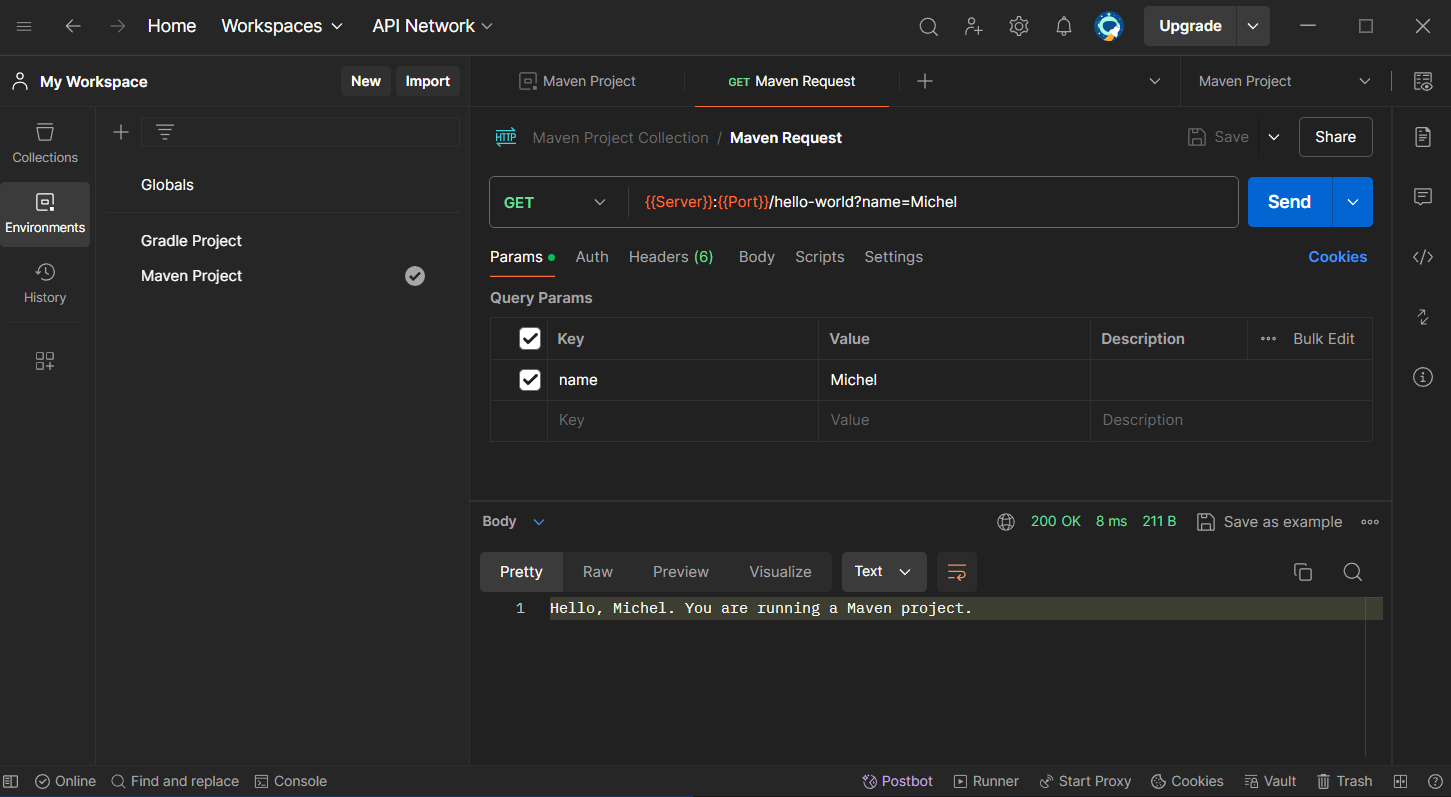 Home Workspaces API Network Upgrade
My Workspace New Import
Maven Project GET Maven Request Maven Project
HTTP Maven Project Collection / Maven Request Save Share
Collections
Environments
History
Globals
Gradle Project
Maven Project
GET {{Server}}:{{Port}}/hello-world?name=Michel Send
Params Auth Headers (6) Body Scripts Settings Cookies
Query Params
Key Value Description Bulk Edit
name Michel
Key Value Description
Body 200 OK 8 ms 211 B Save as example
Pretty Raw Preview Visualize Text
1 Hello, Michel. You are running a Maven project.
Online Find and replace Console Postbot Runner Start Proxy Cookies Vault Trash